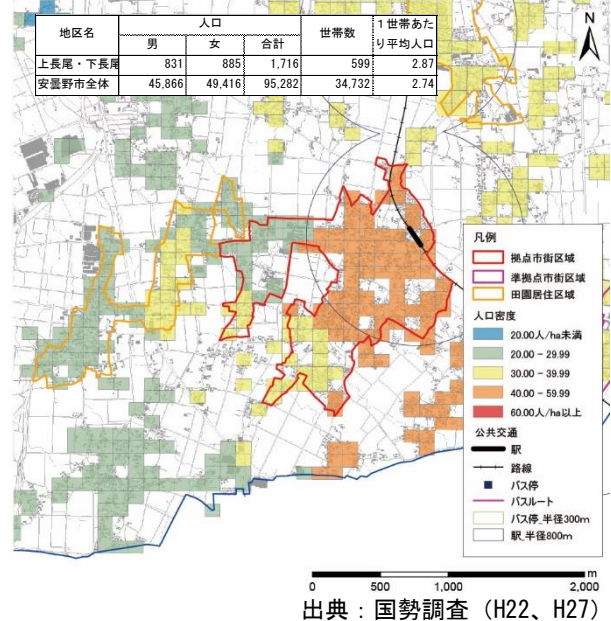 地区名 人口 世帯数 1世帯あたり平均人口
男 女 合計
上長尾・下長尾 831 885 1,716 599 2.87
安曇野市全体 45,866 49,416 95,282 34,732 2.74
N
凡例
拠点市街区域
準拠点市街区域
田園居住区域
人口密度
20.00人/ha未満
20.00 - 29.99
30.00 - 39.99
40.00 - 59.99
60.00人/ha以上
公共交通
駅
路線
バス停
バスルート
バス停_半径300m
駅_半径800m
m
0 500 1,000 2,000
出典：国勢調査（H22、H27）